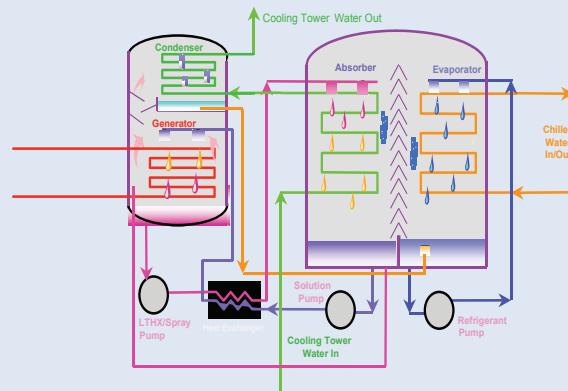 Cooling Tower Water Out
Condenser
Absorber
Evaporator
Generator
Chille
Water
In/Ou
Solution
Pump
Heat Exchanger
LTHX/Spray
Pump
Refrigerant
Pump
Cooling Tower
Water In